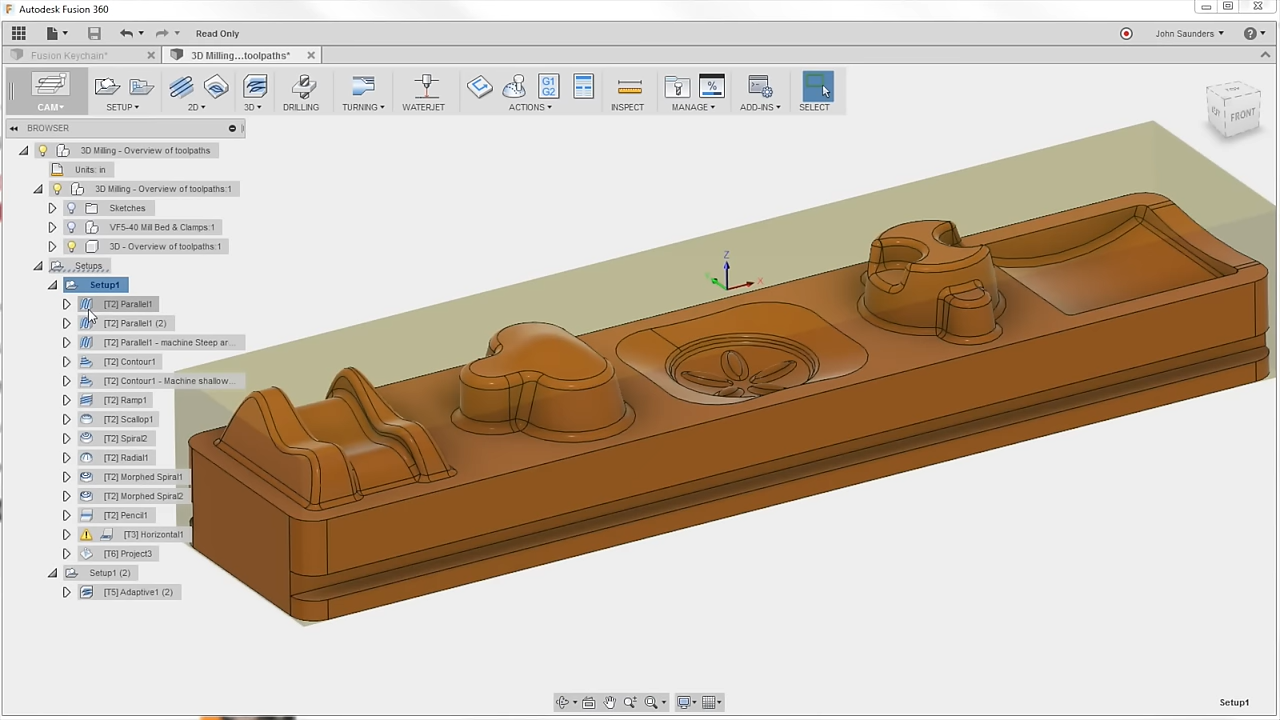 Autodesk Fusion 360
Read Only
John Saunders
Fusion Keychain*
3D Milling...toolpaths*
G1
G2
%
CAM
SETUP
2D
3D
DRILLING
TURNING
WATERJET
ACTIONS
INSPECT
MANAGE
ADD-INS
SELECT
FRONT
BROWSER
3D Milling - Overview of toolpaths
Units: in
3D Milling - Overview of toolpaths:1
Sketches
VF5-40 Mill Bed & Clamps:1
3D - Overview of toolpaths:1
Setups
Setup1
[T2] Parallel1
[T2] Parallel1 (2)
[T2] Parallel1 - machine Steep ar...
[T2] Contour1
[T2] Contour1 - Machine shallow...
[T2] Ramp1
[T2] Scallop1
[T2] Spiral2
[T2] Radial1
[T2] Morphed Spiral1
[T2] Morphed Spiral2
[T2] Pencil1
[T3] Horizontal1
[T6] Project3
Setup1 (2)
[T5] Adaptive1 (2)
Z
X
Setup1